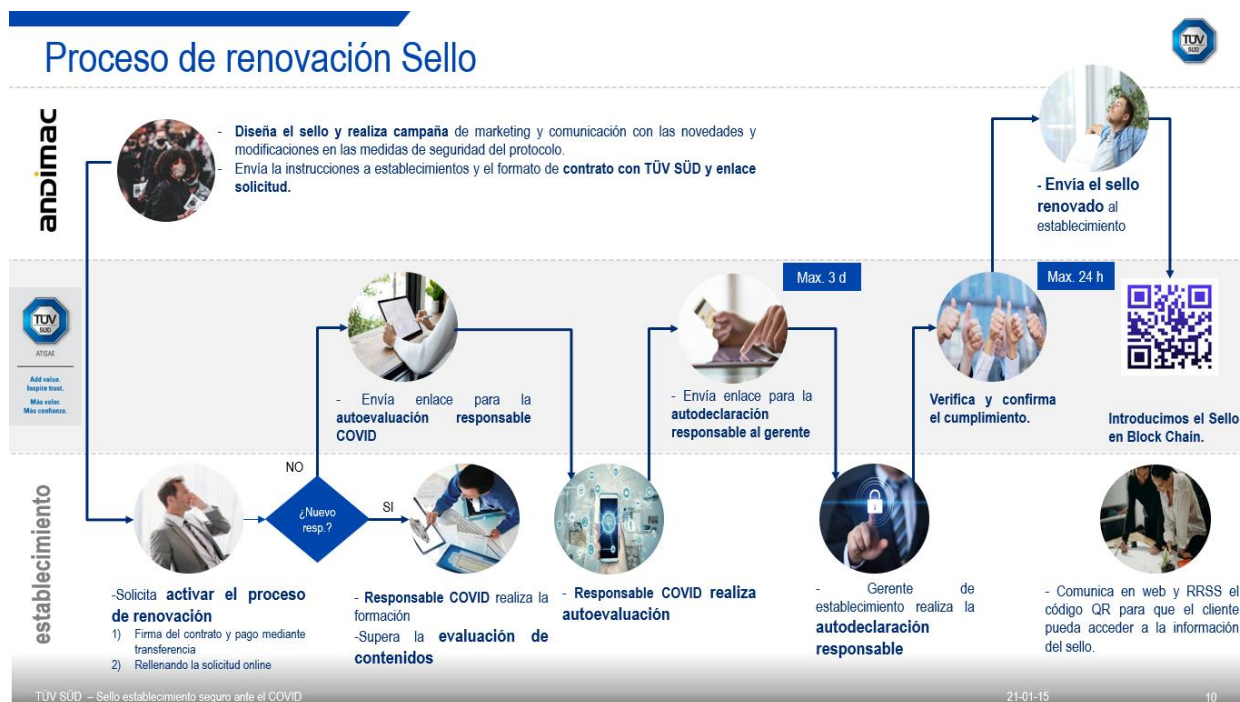 Proceso de renovación Sello
TÜV
SÜD
andimac
- Diseña el sello y realiza campaña de marketing y comunicación con las novedades y
modificaciones en las medidas de seguridad del protocolo.
- Envía la instrucciones a establecimientos y el formato de contrato con TÜV SÜD y enlace
solicitud.
- Envía el sello
renovado al
establecimiento
TÜV
SÜD
ATISAE
Add value.
Inspire trust.
Más valor.
Más confianza.
Max. 3 d
Max. 24 h
- Envía enlace para la
autoevaluación responsable
COVID
- Envía enlace para la
autodeclaración
responsable al gerente
Verifica y confirma
el cumplimiento.
Introducimos el Sello
en Block Chain.
establecimiento
NO
¿Nuevo
resp.?
SI
-Solicita activar el proceso
de renovación
1) Firma del contrato y pago mediante
transferencia
2) Rellenando la solicitud online
- Responsable COVID realiza la
formación
-Supera la evaluación de
contenidos
- Responsable COVID realiza
autoevaluación
- Gerente de
establecimiento realiza la
autodeclaración
responsable
- Comunica en web y RRSS el
código QR para que el cliente
pueda acceder a la información
del sello.
TÜV SÜD – Sello establecimiento seguro ante el COVID
21-01-15
10